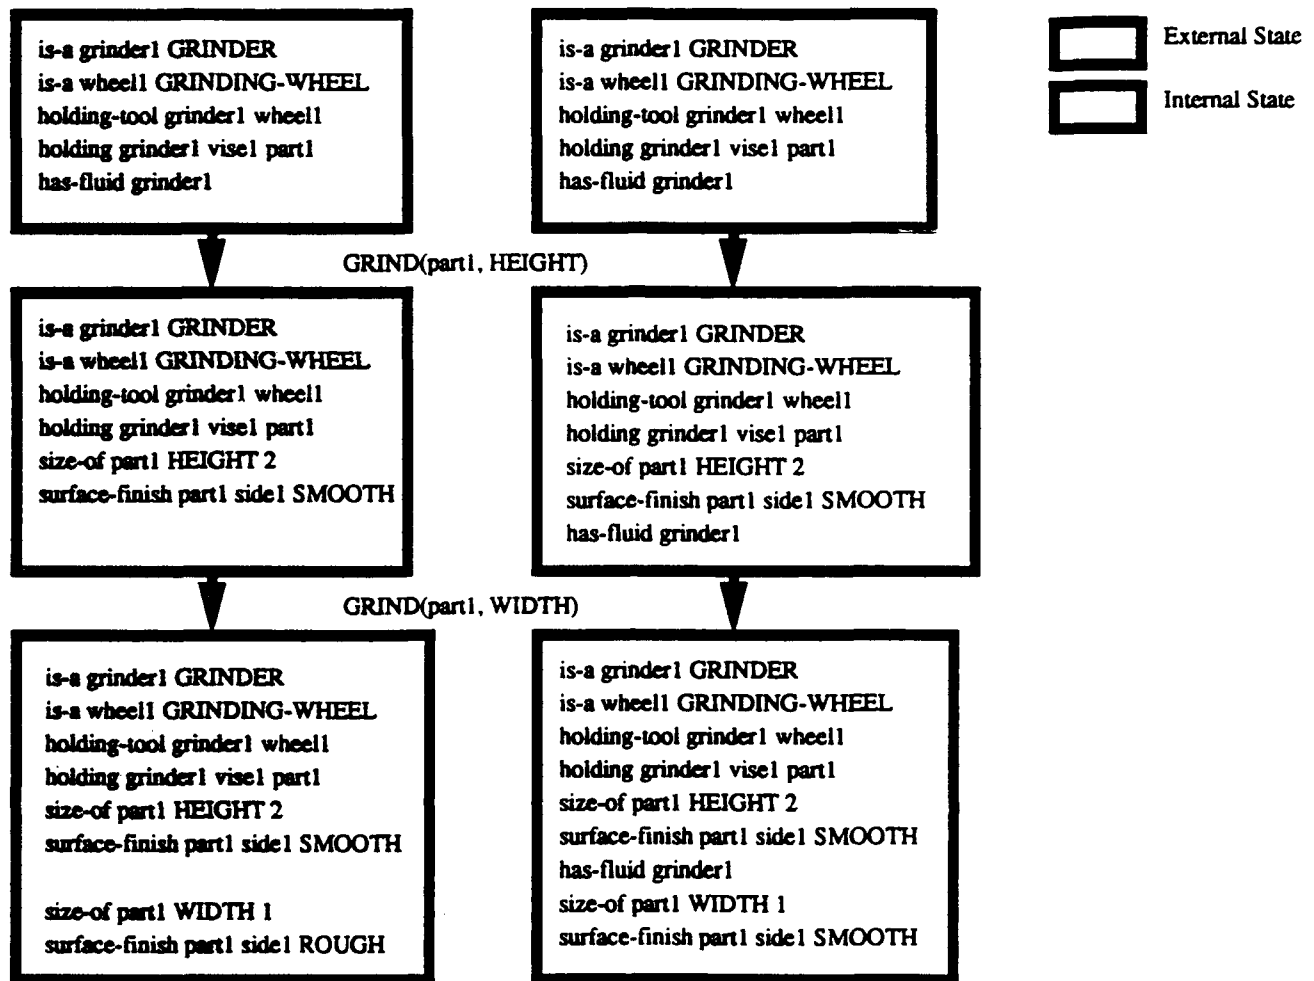 is-a grinder1 GRINDER
is-a wheel1 GRINDING-WHEEL
holding-tool grinder1 wheel1
holding grinder1 vise1 part1
has-fluid grinder1
is-a grinder1 GRINDER
is-a wheel1 GRINDING-WHEEL
holding-tool grinder1 wheel1
holding grinder1 vise1 part1
has-fluid grinder1
External State
Internal State
GRIND(part1, HEIGHT)
is-a grinder1 GRINDER
is-a wheel1 GRINDING-WHEEL
holding-tool grinder1 wheel1
holding grinder1 vise1 part1
size-of part1 HEIGHT 2
surface-finish part1 side1 SMOOTH
is-a grinder1 GRINDER
is-a wheel1 GRINDING-WHEEL
holding-tool grinder1 wheel1
holding grinder1 vise1 part1
size-of part1 HEIGHT 2
surface-finish part1 side1 SMOOTH
has-fluid grinder1
GRIND(part1, WIDTH)
is-a grinder1 GRINDER
is-a wheel1 GRINDING-WHEEL
holding-tool grinder1 wheel1
holding grinder1 vise1 part1
size-of part1 HEIGHT 2
surface-finish part1 side1 SMOOTH
size-of part1 WIDTH 1
surface-finish part1 side1 ROUGH
is-a grinder1 GRINDER
is-a wheel1 GRINDING-WHEEL
holding-tool grinder1 wheel1
holding grinder1 vise1 part1
size-of part1 HEIGHT 2
surface-finish part1 side1 SMOOTH
has-fluid grinder1
size-of part1 WIDTH 1
surface-finish part1 side1 SMOOTH